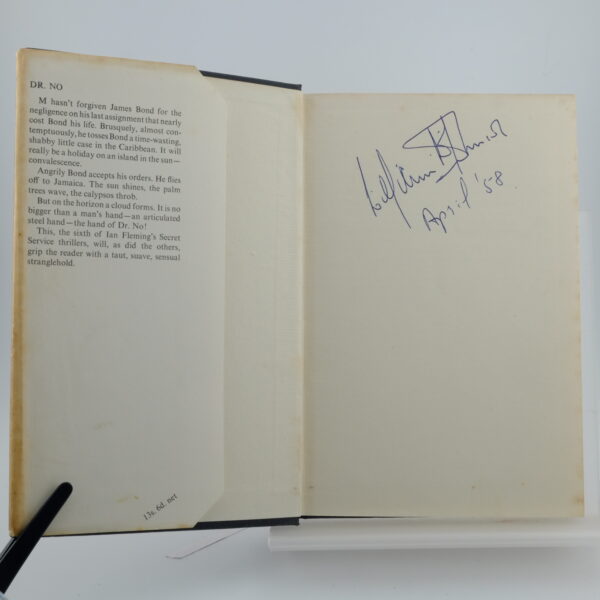 DR. NO
M hasn't forgiven James Bond for the
negligence on his last assignment that nearly
cost Bond his life. Brusquely, almost con-
temptuously, he tosses Bond a time-wasting,
shabby little case in the Caribbean. It will
really be a holiday on an island in the sun—
convalescence.
Angrily Bond accepts his orders. He flies
off to Jamaica. The sun shines, the palm
trees wave, the calypsos throb.
But on the horizon a cloud forms. It is no
bigger than a man's hand—an articulated
steel hand—the hand of Dr. No!
This, the sixth of Ian Fleming's Secret
Service thrillers, will, as did the others,
grip the reader with a taut, suave, sensual
stranglehold.
13s. 6d. net
William
April '58